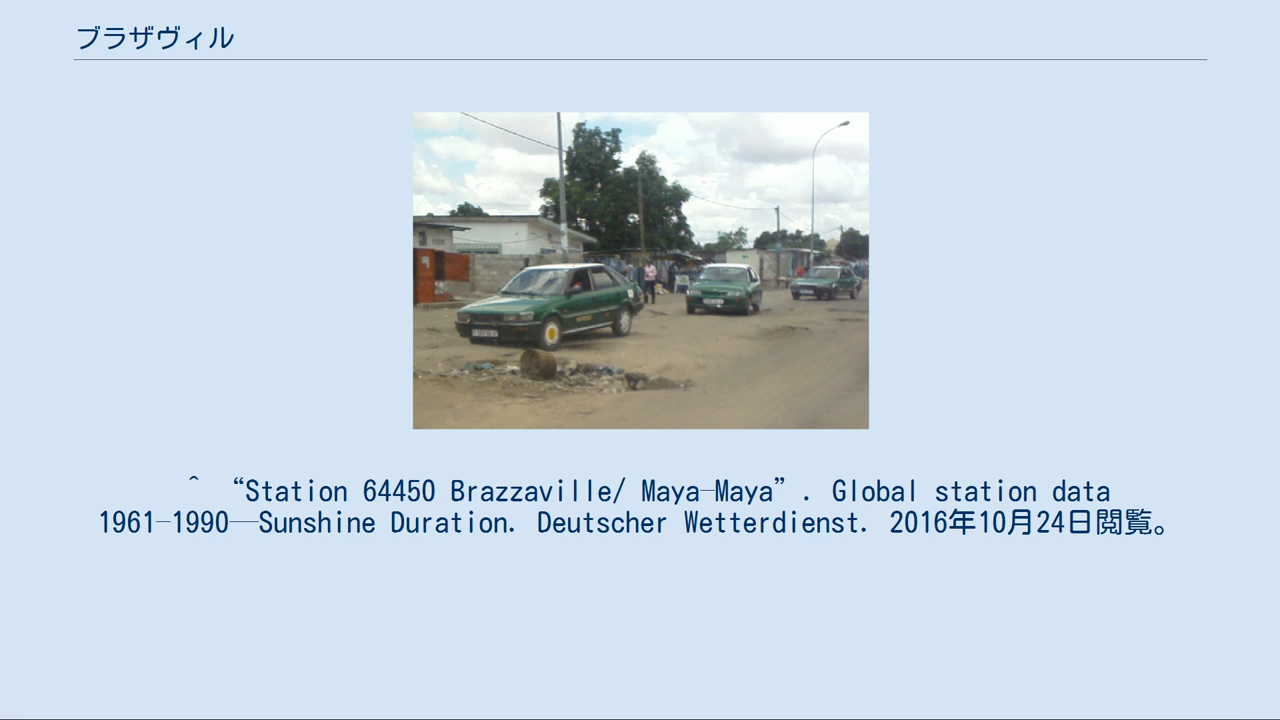 ブラザヴィル
^ “Station 64450 Brazzaville/ Maya–Maya”. Global station data
1961–1990—Sunshine Duration. Deutscher Wetterdienst. 2016年10月24日閲覧。